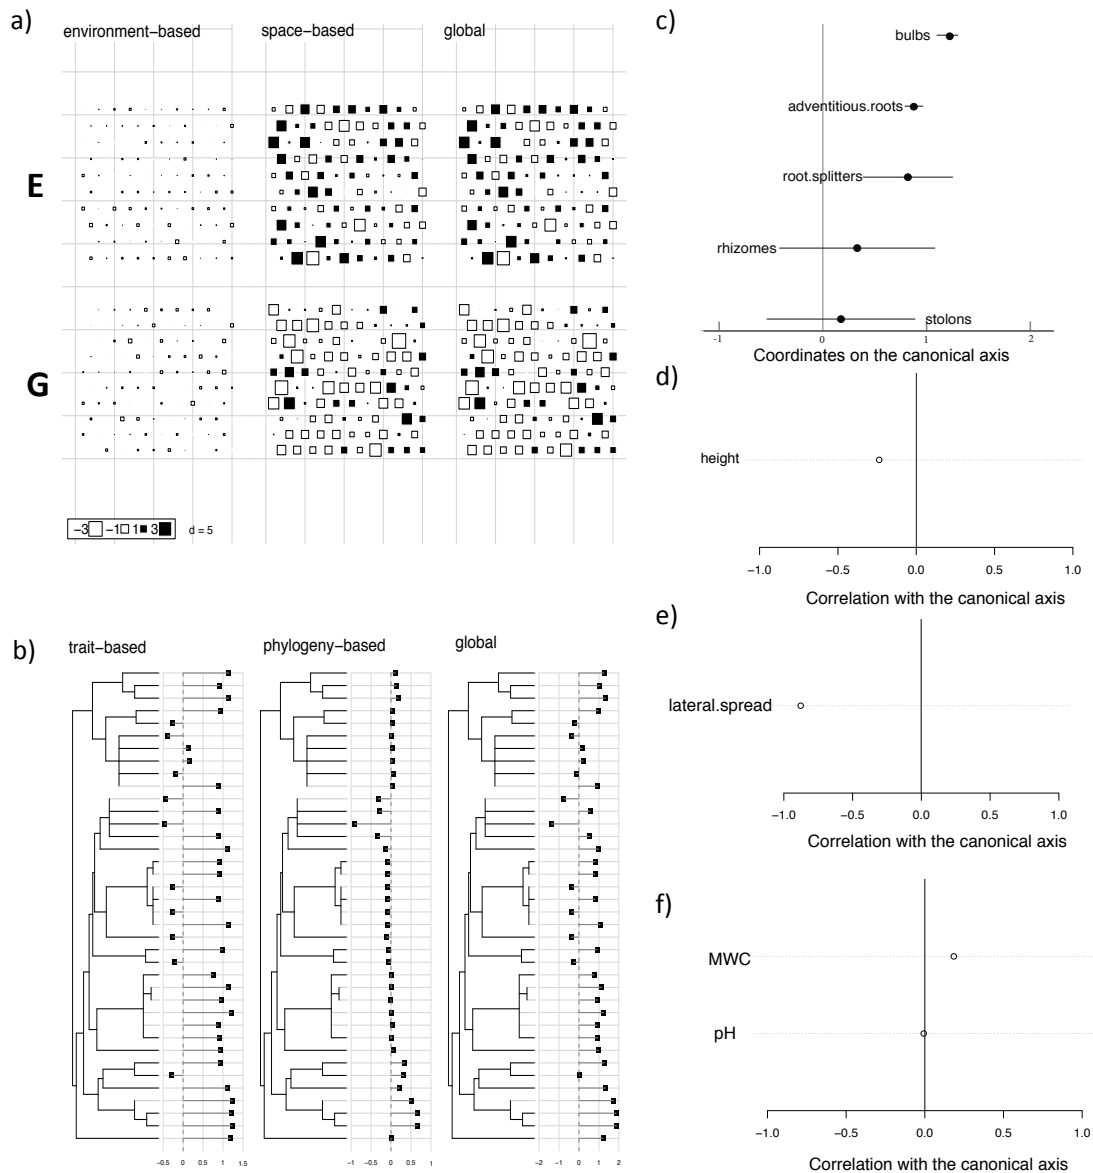 a)
environment−based space−based global
E
G
−3 −1 1 3 d = 5
b)
trait−based phylogeny−based global
−1 −0.5 0 0.5 1 1.5 −1 −0.5 0 0.5 1 −2 −1 0 1 2
c)
bulbs
adventitious.roots
root.splitters
rhizomes
stolons
-1 0 1 2
Coordinates on the canonical axis
d)
height
−1.0 −0.5 0.0 0.5 1.0
Correlation with the canonical axis
e)
lateral.spread
−1.0 −0.5 0.0 0.5 1.0
Correlation with the canonical axis
f)
MWC
pH
−1.0 −0.5 0.0 0.5 1.0
Correlation with the canonical axis